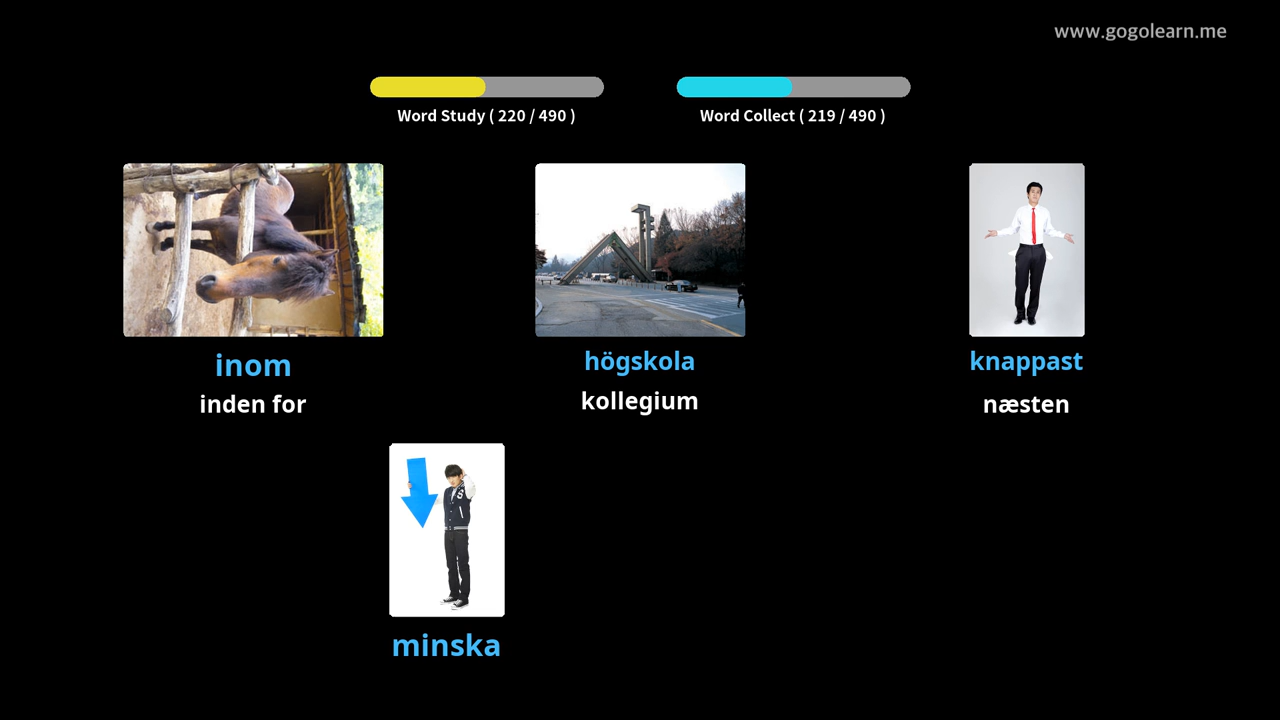 www.gogolearn.me
Word Study ( 220 / 490 )
Word Collect ( 219 / 490 )
inom
inden for
högskola
kollegium
knappast
næsten
minska